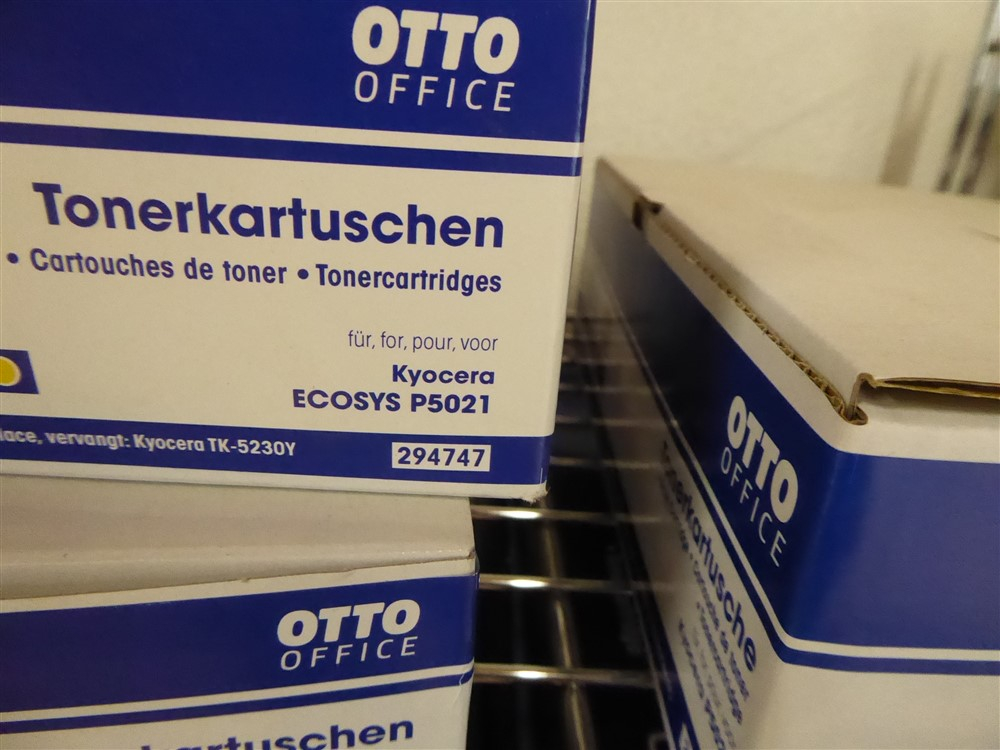 OTTO
OFFICE
Tonerkartuschen
• Cartouches de toner • Tonercartridges
für, for, pour, voor
Kyocera
ECOSYS P5021
vervangt: Kyocera TK-5230Y
294747
OTTO
OFFICE
OTTO
OFFICE
Tonerkartusche